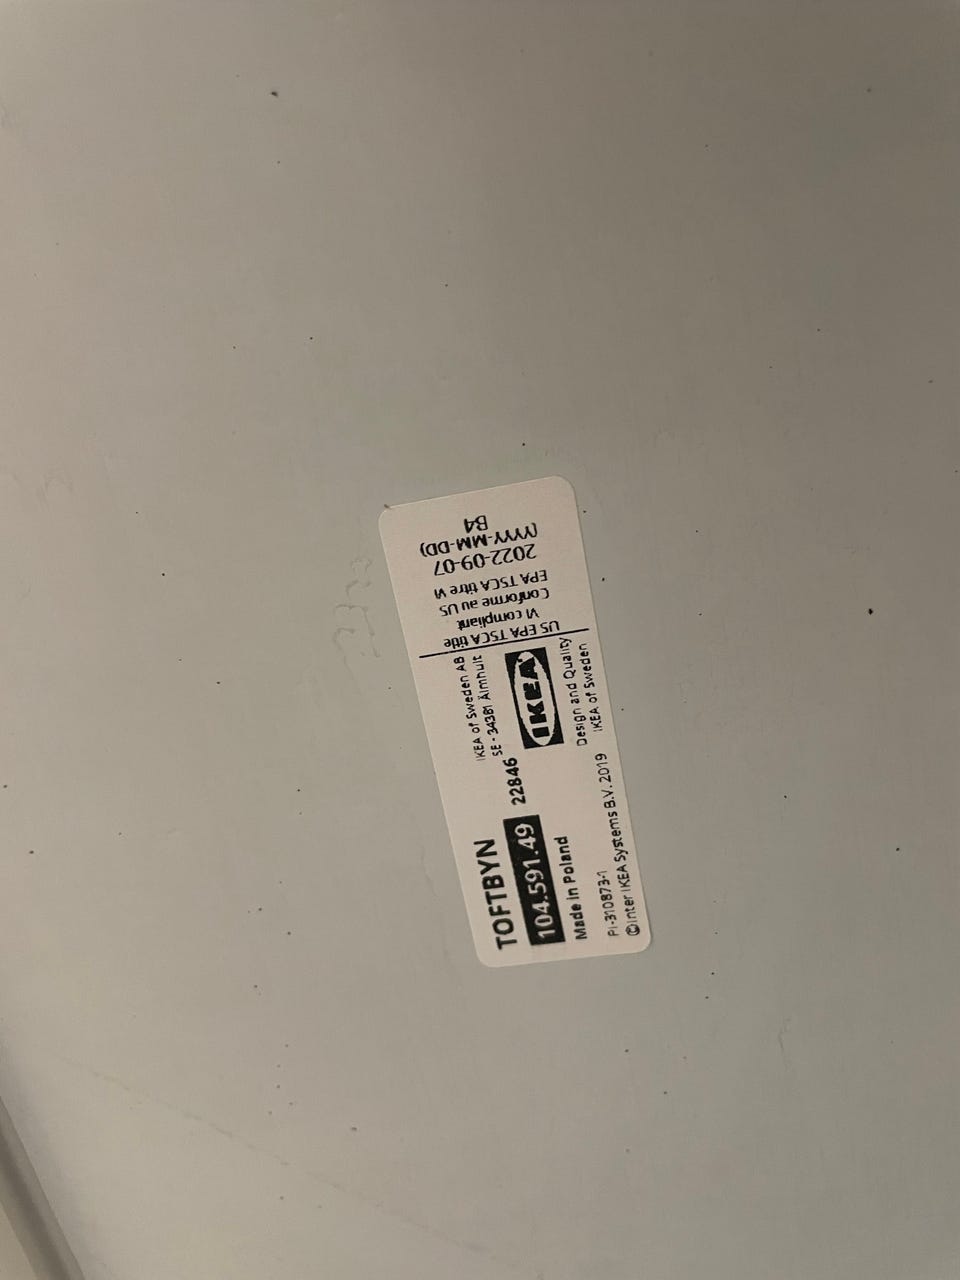 TOFTBYN
104.591.49 22846
Made in Poland
PI-310873-1
©Inter IKEA Systems B.V. 2019
IKEA of Sweden AB
SE - 34381 Älmhult
IKEA
Design and Quality
IKEA of Sweden
US EPA TSCA title
VI compliant
Conforme au US
EPA TSCA titre VI
2022-09-07
(YYYY-MM-DD)
B4